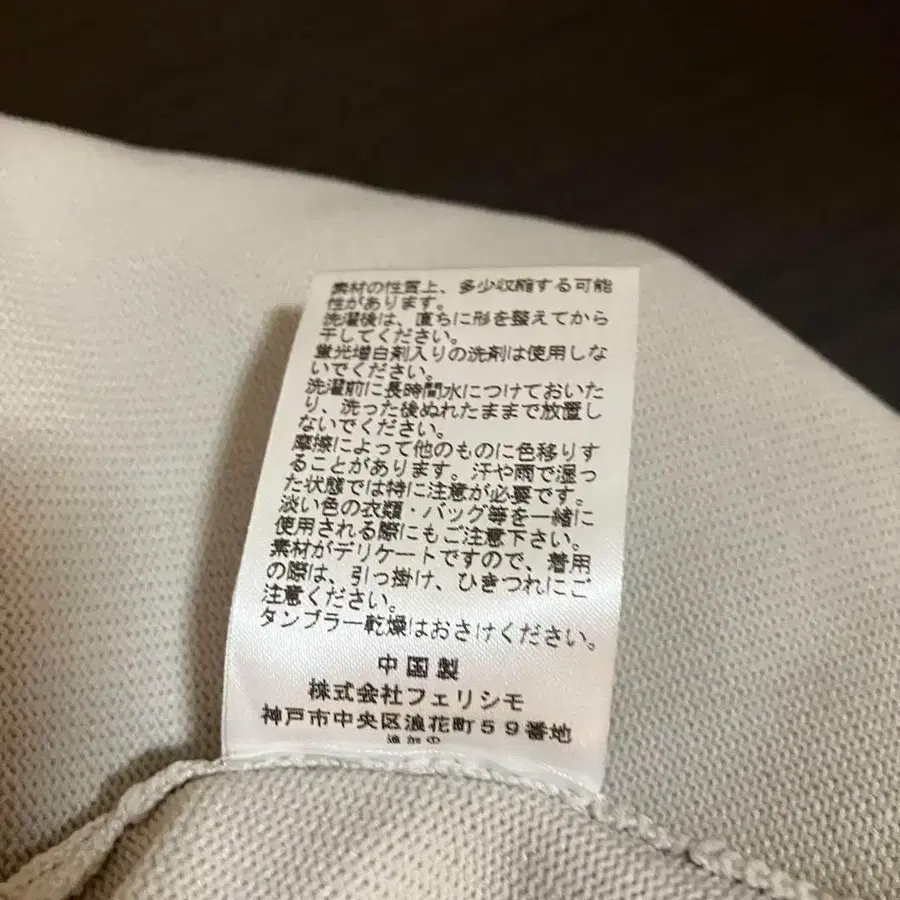 素材の性質上、多少収縮する可能
性があります。
洗濯後は、直ちに形を整えてから
干してください。
蛍光増白剤入りの洗剤は使用しな
いでください。
洗濯前に長時間水につけておいた
り、洗った後ぬれたままで放置し
ないでください。
摩擦によって他のものに色移りす
ることがあります。汗や雨で湿っ
た状態では特に注意が必要です。
淡い色の衣類・バッグ等を一緒に
使用される際にもご注意下さい。
素材がデリケートですので、着用
の際は、引っ掛け、ひきつれにご
注意ください。
タンブラー乾燥はおさけください。
中国製
株式会社フェリシモ
神戸市中央区浪花町59番地